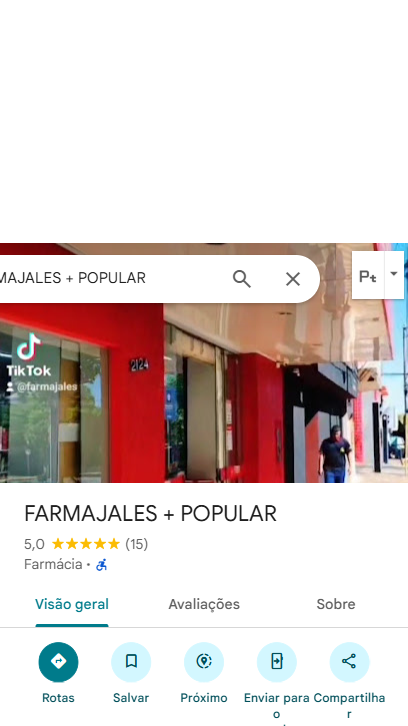 MAJALES + POPULAR
Pt
2124
TikTok
@farmajales
FARMAJALES + POPULAR
5,0 ★★★★★ (15)
Farmácia •
Visão geral Avaliações Sobre
Rotas Salvar Próximo Enviar para o Compartilhar